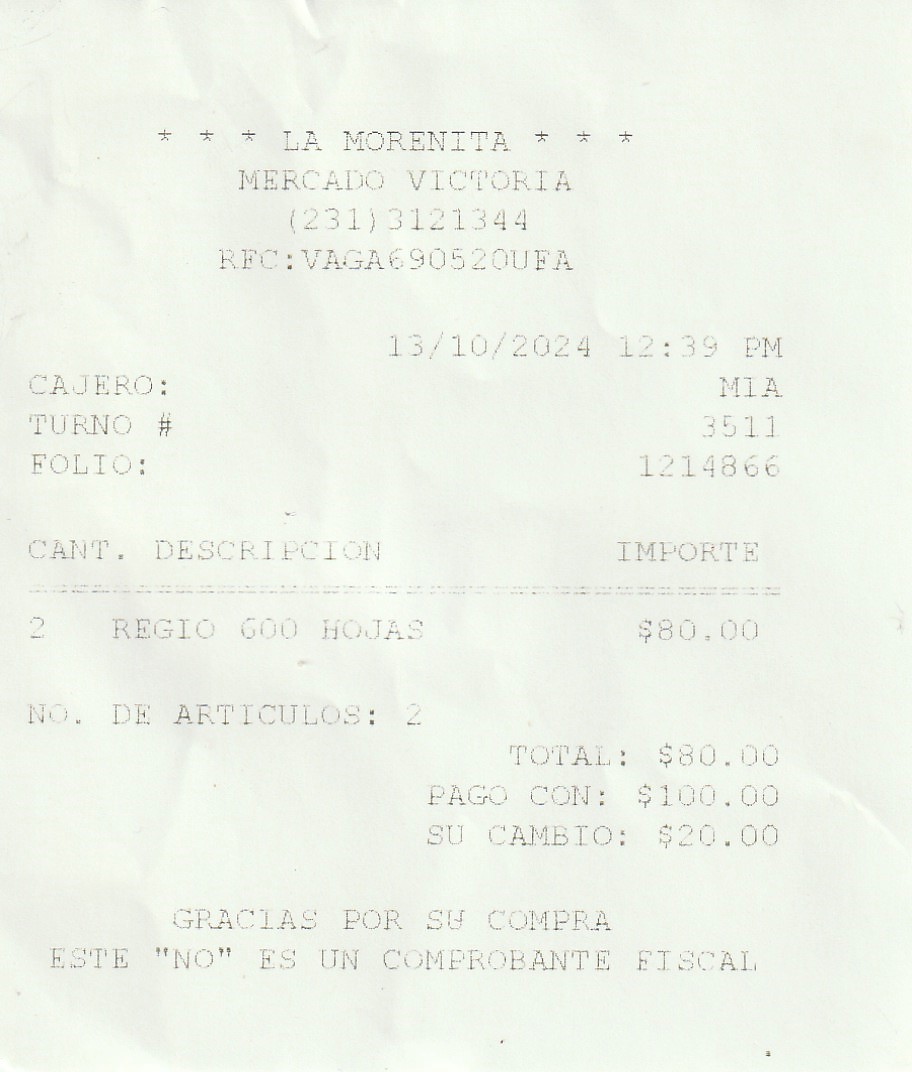 * * * LA MORENITA * * *
MERCADO VICTORIA
(231)3121344
RFC:VAGA690520UFA
13/10/2024 12:39 PM
CAJERO: MIA
TURNO # 3511
FOLIO: 1214866
CANT. DESCRIPCION IMPORTE
2 REGIO 600 HOJAS $80.00
NO. DE ARTICULOS: 2
TOTAL: $80.00
PAGO CON: $100.00
SU CAMBIO: $20.00
GRACIAS POR SU COMPRA
ESTE "NO" ES UN COMPROBANTE FISCAL